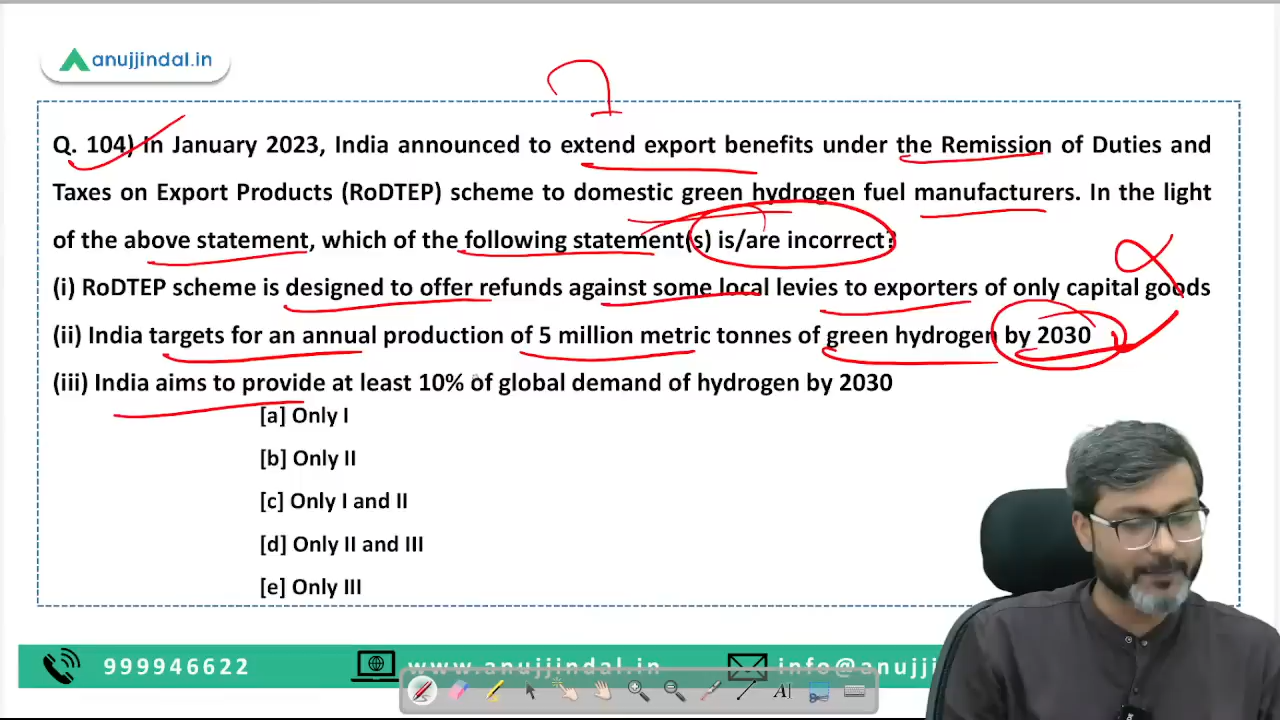 anujjindal.in
Q. 104) In January 2023, India announced to extend export benefits under the Remission of Duties and
Taxes on Export Products (RoDTEP) scheme to domestic green hydrogen fuel manufacturers. In the light
of the above statement, which of the following statement(s) is/are incorrect?
(i) RoDTEP scheme is designed to offer refunds against some local levies to exporters of only capital goods
(ii) India targets for an annual production of 5 million metric tonnes of green hydrogen by 2030
(iii) India aims to provide at least 10% of global demand of hydrogen by 2030
[a] Only I
[b] Only II
[c] Only I and II
[d] Only II and III
[e] Only III
999946622
www.anujjindal.in
info@anujji